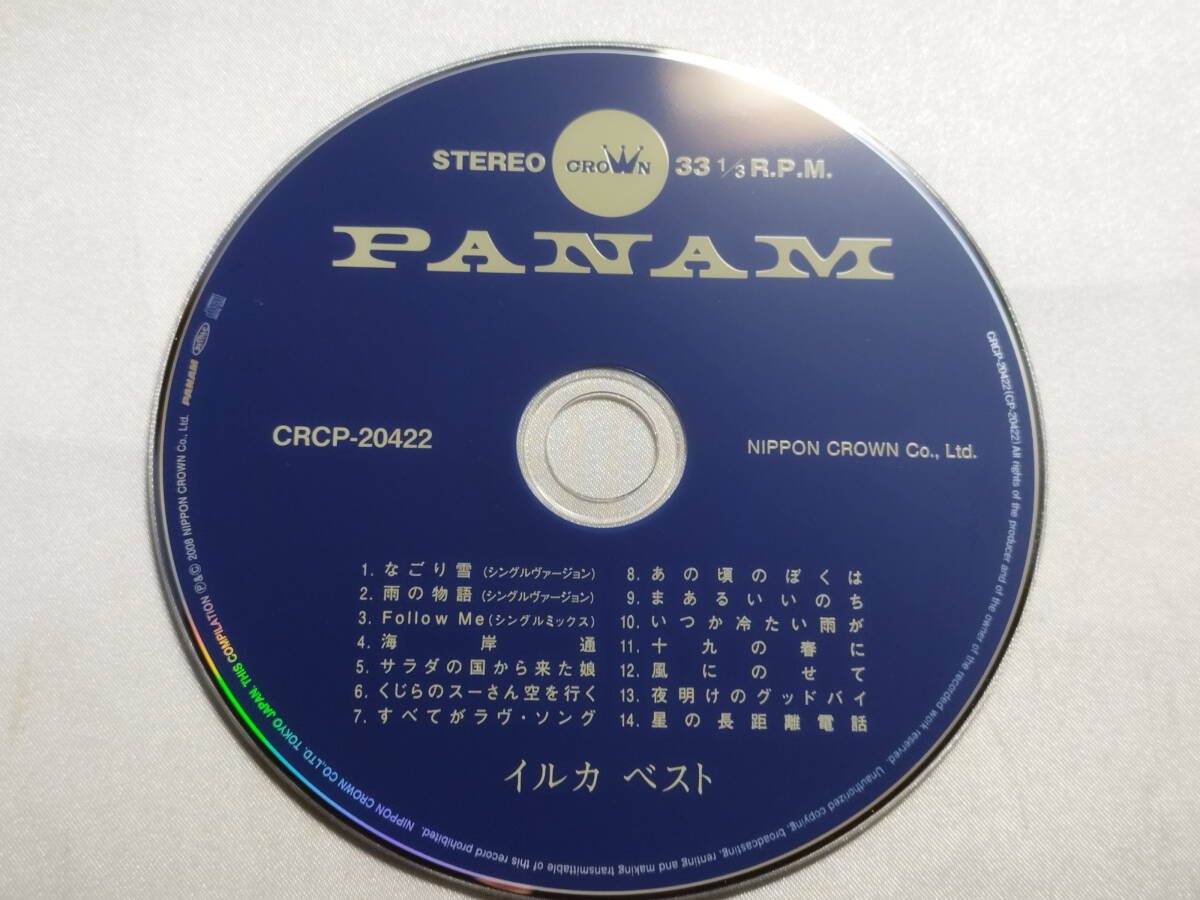 STEREO CROWN 33 1/3 R.P.M.
PANAM
CRCP-20422
NIPPON CROWN Co., Ltd.
1. なごり雪 (シングルヴァージョン)
2. 雨の物語 (シングルヴァージョン)
3. Follow Me (シングルミックス)
4. 海岸通
5. サラダの国から来た娘
6. くじらのスーさん空を行く
7. すべてがラヴ・ソング
8. あの頃のぼくは
9. まあるいいのち
10. いつか冷たい雨が
11. 十九の春に
12. 風にのせて
13. 夜明けのグッドバイ
14. 星の長距離電話
イルカ ベスト
CRCP-20422 (CP-20422) All rights of the producer and of the owner of the recorded work reserved. Unauthorized copying, broadcasting, renting and making transmittable of this record prohibited. NIPPON CROWN CO.,LTD. TOKYO JAPAN. THIS COMPILATION ℗&© 2008 NIPPON CROWN Co., Ltd. PANAM